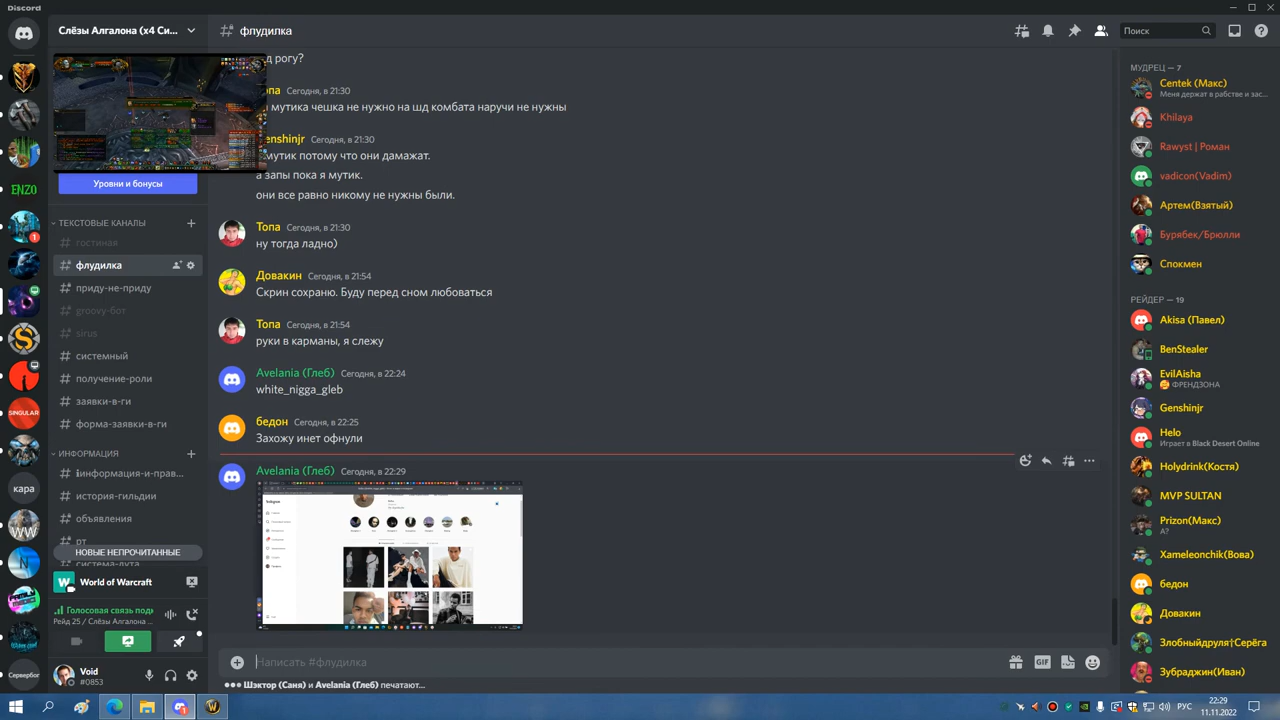 Discord
Слёзы Алгалона (x4 Си...
флудилка
Поиск
д рогу?
Сегодня, в 21:30
мутика чешка не нужно на шд комбата наручи не нужны
Genshinjr Сегодня, в 21:30
мутик потому что они дамажат.
а запы пока я мутик.
они все равно никому не нужны были.
Топа Сегодня, в 21:30
ну тогда ладно)
Довакин Сегодня, в 21:54
Скрин сохраню. Буду перед сном любоваться
Топа Сегодня, в 21:54
руки в карманы, я слежу
Avelania (Глеб) Сегодня, в 22:24
white_nigga_gleb
бедон Сегодня, в 22:25
Захожу инет офнули
Avelania (Глеб) Сегодня, в 22:29
Написать #флудилка
GIF
Шэктор (Саня) и Avelania (Глеб) печатают...
ENZO
1
SINGULAR
кара
Сервербог
Уровни и бонусы
ТЕКСТОВЫЕ КАНАЛЫ
гостиная
флудилка
приду-не-приду
groovy-бот
sirus
системный
получение-роли
заявки-в-ги
форма-заявки-в-ги
ИНФОРМАЦИЯ
информация-и-прав...
история-гильдии
объявления
рт
НОВЫЕ НЕПРОЧИТАННЫЕ
система-лута
World of Warcraft
Голосовая связь подк
Рейд 25 / Слёзы Алгалона ...
Void
#0853
МУДРЕЦ — 7
Centek (Макс)
Меня держат в рабстве и зас...
Khilaya
Rawyst | Роман
vadicon(Vadim)
Артем(Взятый)
Бурябек/Брюлли
Спокмен
РЕЙДЕР — 19
Akisa (Павел)
BenStealer
EvilAisha
ФРЕНДЗОНА
Genshinjr
Helo
Играет в Black Desert Online
Holydrink(Костя)
MVP SULTAN
Prizon(Макс)
А?
Xameleonchik(Вова)
бедон
Довакин
Злобныйдруля†Серёга
Зубраджин(Иван)
РУС
22:29
11.11.2022